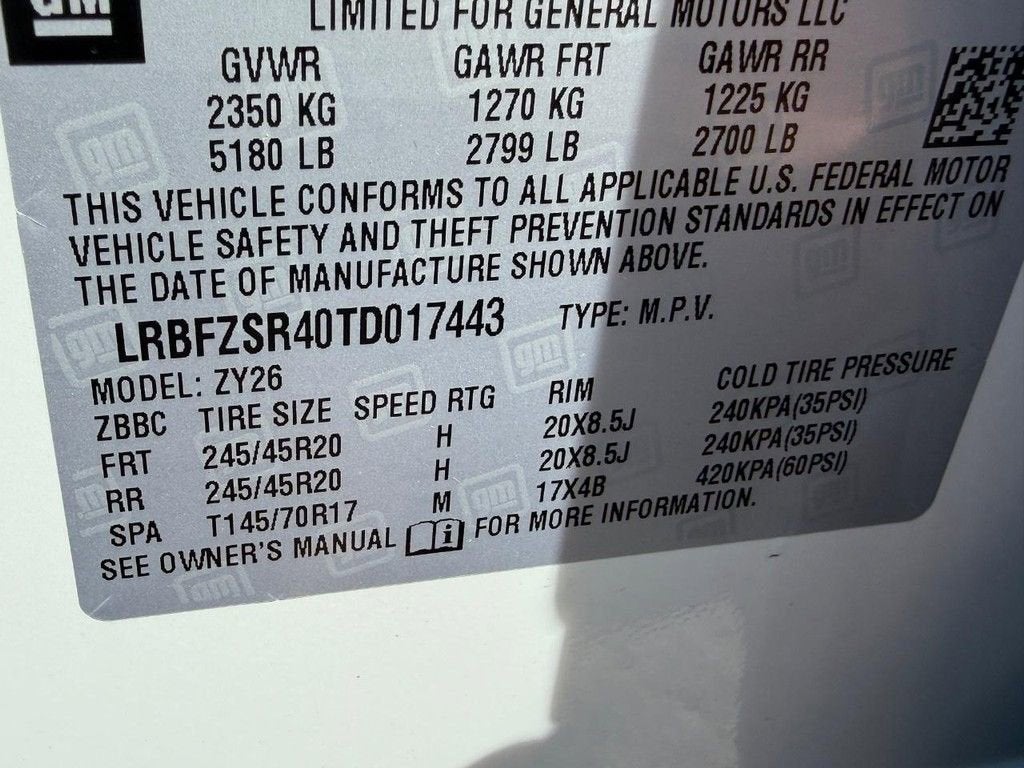 GM
LIMITED FOR GENERAL MOTORS LLC
GVWR GAWR FRT GAWR RR
2350 KG 1270 KG 1225 KG
5180 LB 2799 LB 2700 LB
THIS VEHICLE CONFORMS TO ALL APPLICABLE U.S. FEDERAL MOTOR
VEHICLE SAFETY AND THEFT PREVENTION STANDARDS IN EFFECT ON
THE DATE OF MANUFACTURE SHOWN ABOVE.
LRBFZSR40TD017443 TYPE: M.P.V.
MODEL: ZY26
ZBBC TIRE SIZE SPEED RTG RIM COLD TIRE PRESSURE
FRT 245/45R20 H 20X8.5J 240KPA(35PSI)
RR 245/45R20 H 20X8.5J 240KPA(35PSI)
SPA T145/70R17 M 17X4B 420KPA(60PSI)
SEE OWNER'S MANUAL i FOR MORE INFORMATION.